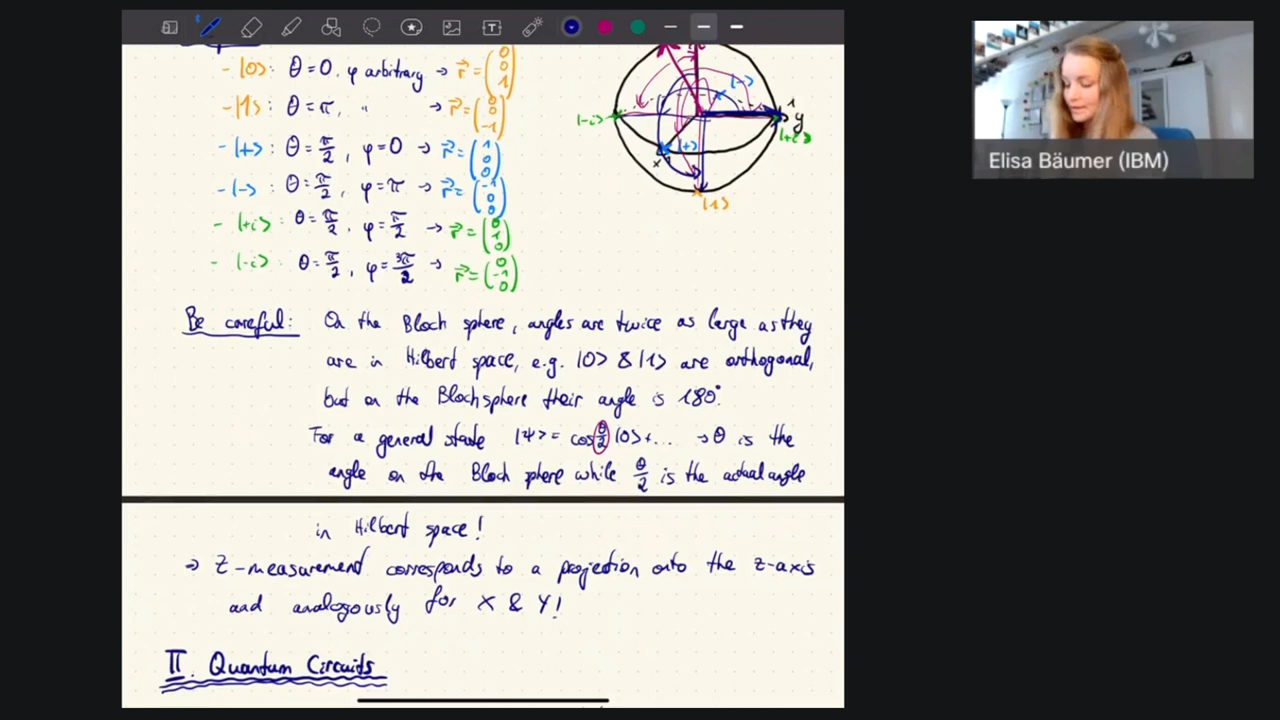 - |0>: θ = 0, φ arbitrary → r⃗ = (0 0 1)
- |1>: θ = π, " → r⃗ = (0 0 -1)
- |+>: θ = π/2, φ = 0 → r⃗ = (1 0 0)
- |->: θ = π/2, φ = π → r⃗ = (-1 0 0)
- |+i>: θ = π/2, φ = π/2 → r⃗ = (0 1 0)
- |-i>: θ = π/2, φ = 3π/2 → r⃗ = (0 -1 0)
|->
|-i>
1
y
|+i>
|+>
x
|1>
Elisa Bäumer (IBM)
Be careful: On the Bloch sphere, angles are twice as large as they
are in Hilbert space, e.g. |0> & |1> are orthogonal,
but on the Bloch sphere their angle is 180°.
For a general state |ψ> = cos θ/2 |0> + ... → θ is the
angle on the Bloch sphere while θ/2 is the actual angle
in Hilbert space!
→ Z-measurement corresponds to a projection onto the z-axis
and analogously for X & Y!
II. Quantum Circuits